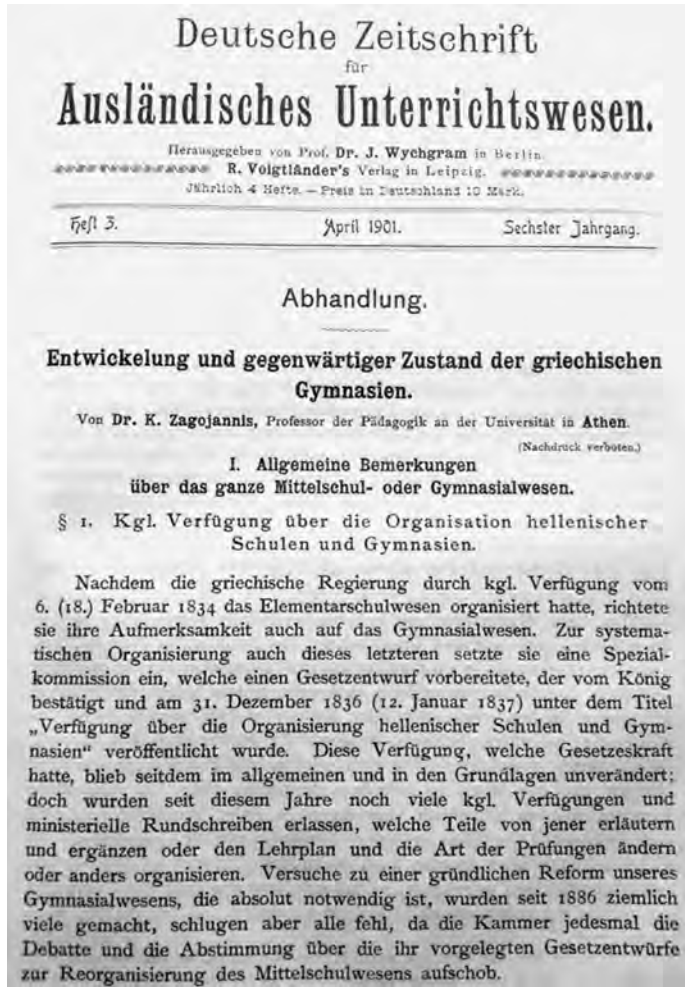 Deutsche Zeitschrift
für
Ausländisches Unterrichtswesen.
Herausgegeben von Prof. Dr. J. Wychgram in Berlin.
R. Voigtländer's Verlag in Leipzig.
Jährlich 4 Hefte. — Preis in Deutschland 10 Mark.
Heft 3. April 1901. Sechster Jahrgang.
Abhandlung.
Entwickelung und gegenwärtiger Zustand der griechischen
Gymnasien.
Von Dr. K. Zagojannis, Professor der Pädagogik an der Universität in Athen.
(Nachdruck verboten.)
I. Allgemeine Bemerkungen
über das ganze Mittelschul- oder Gymnasialwesen.
§ 1. Kgl. Verfügung über die Organisation hellenischer
Schulen und Gymnasien.
Nachdem die griechische Regierung durch kgl. Verfügung vom
6. (18.) Februar 1834 das Elementarschulwesen organisiert hatte, richtete
sie ihre Aufmerksamkeit auch auf das Gymnasialwesen. Zur systema-
tischen Organisierung auch dieses letzteren setzte sie eine Spezial-
kommission ein, welche einen Gesetzentwurf vorbereitete, der vom König
bestätigt und am 31. Dezember 1836 (12. Januar 1837) unter dem Titel
„Verfügung über die Organisierung hellenischer Schulen und Gym-
nasien“ veröffentlicht wurde. Diese Verfügung, welche Gesetzeskraft
hatte, blieb seitdem im allgemeinen und in den Grundlagen unverändert;
doch wurden seit diesem Jahre noch viele kgl. Verfügungen und
ministerielle Rundschreiben erlassen, welche Teile von jener erläutern
und ergänzen oder den Lehrplan und die Art der Prüfungen ändern
oder anders organisieren. Versuche zu einer gründlichen Reform unseres
Gymnasialwesens, die absolut notwendig ist, wurden seit 1886 ziemlich
viele gemacht, schlugen aber alle fehl, da die Kammer jedesmal die
Debatte und die Abstimmung über die ihr vorgelegten Gesetzentwürfe
zur Reorganisierung des Mittelschulwesens aufschob.